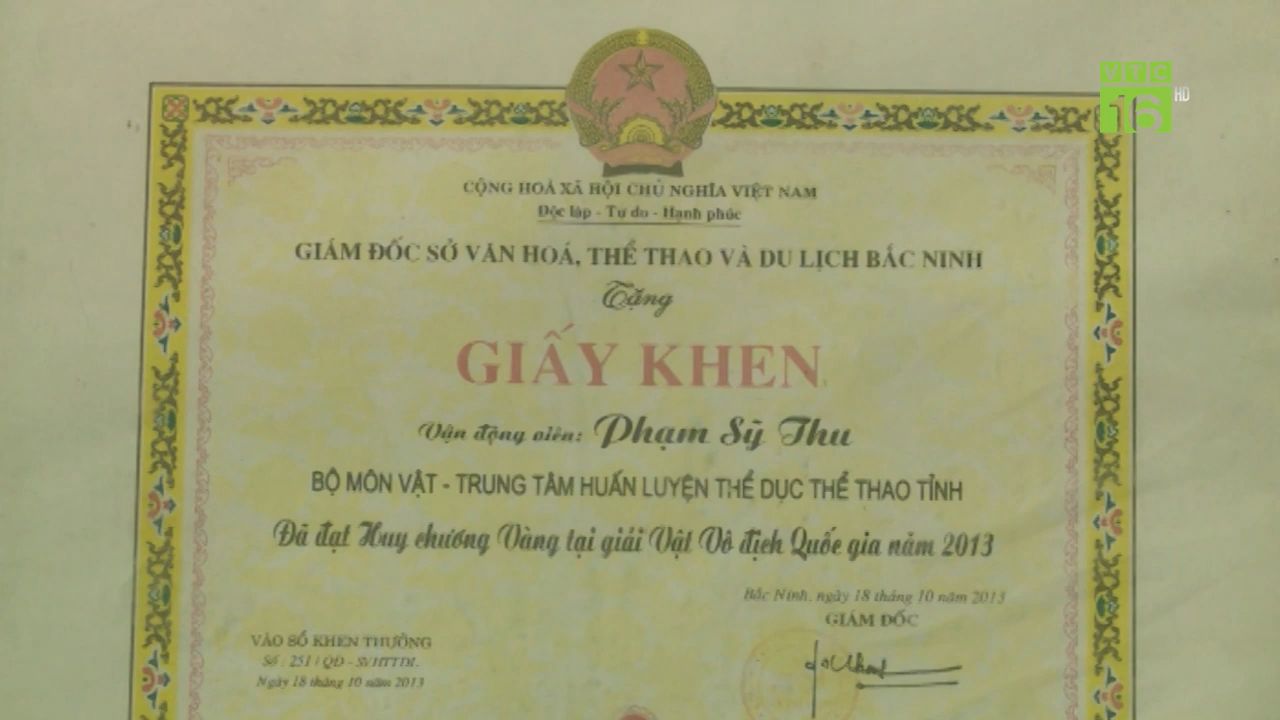 VTC
16
HD
CỘNG HOÀ XÃ HỘI CHỦ NGHĨA VIỆT NAM
Độc lập - Tự do - Hạnh phúc
GIÁM ĐỐC SỞ VĂN HOÁ, THỂ THAO VÀ DU LỊCH BẮC NINH
Tặng
GIẤY KHEN
Vận động viên: Phạm Sỹ Thu
BỘ MÔN VẬT - TRUNG TÂM HUẤN LUYỆN THỂ DỤC THỂ THAO TỈNH
Đã đạt Huy chương Vàng tại giải Vật Vô địch Quốc gia năm 2013
Bắc Ninh, ngày 18 tháng 10 năm 2013
GIÁM ĐỐC
VÀO SỔ KHEN THƯỞNG
Số : 251 / QĐ - SVHTTDL
Ngày 18 tháng 10 năm 2013